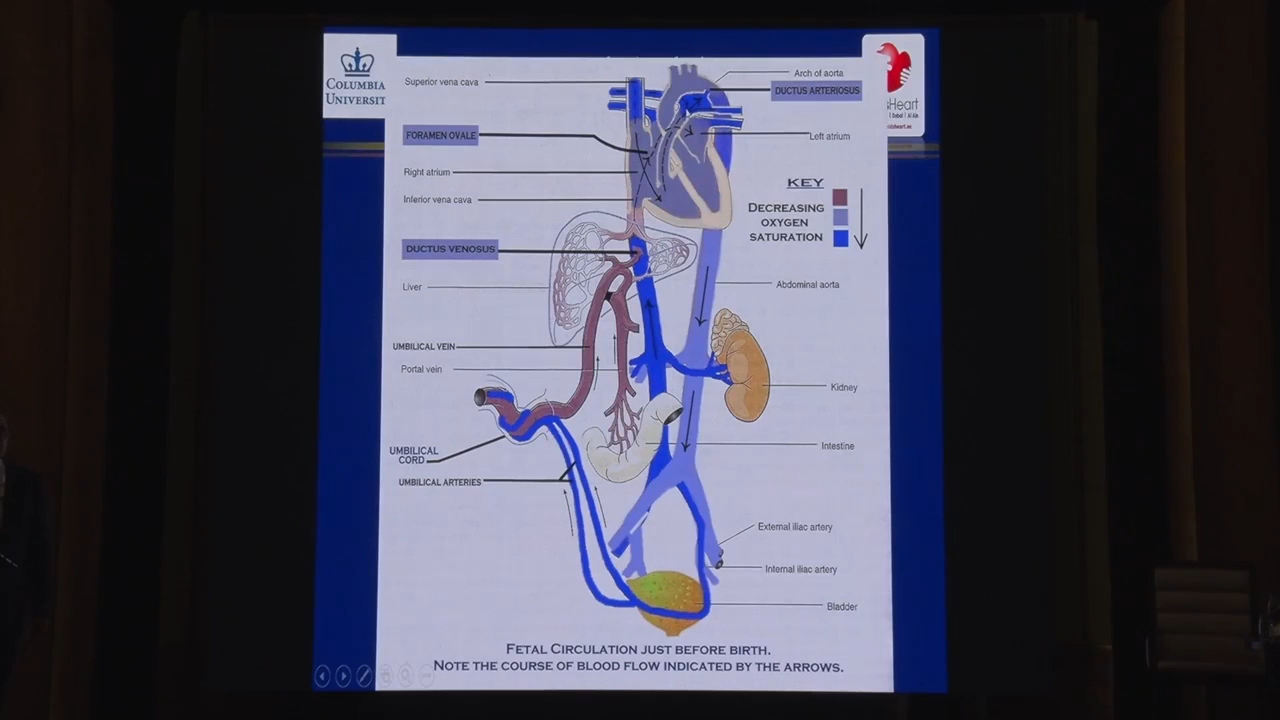 COLUMBIA
UNIVERSIT
sHeart
Superior vena cava
Arch of aorta
DUCTUS ARTERIOSUS
FORAMEN OVALE
Left atrium
Right atrium
Inferior vena cava
KEY
DECREASING
OXYGEN
SATURATION
DUCTUS VENOSUS
Liver
Abdominal aorta
UMBILICAL VEIN
Portal vein
Kidney
UMBILICAL
CORD
Intestine
UMBILICAL ARTERIES
External iliac artery
Internal iliac artery
Bladder
FETAL CIRCULATION JUST BEFORE BIRTH.
NOTE THE COURSE OF BLOOD FLOW INDICATED BY THE ARROWS.